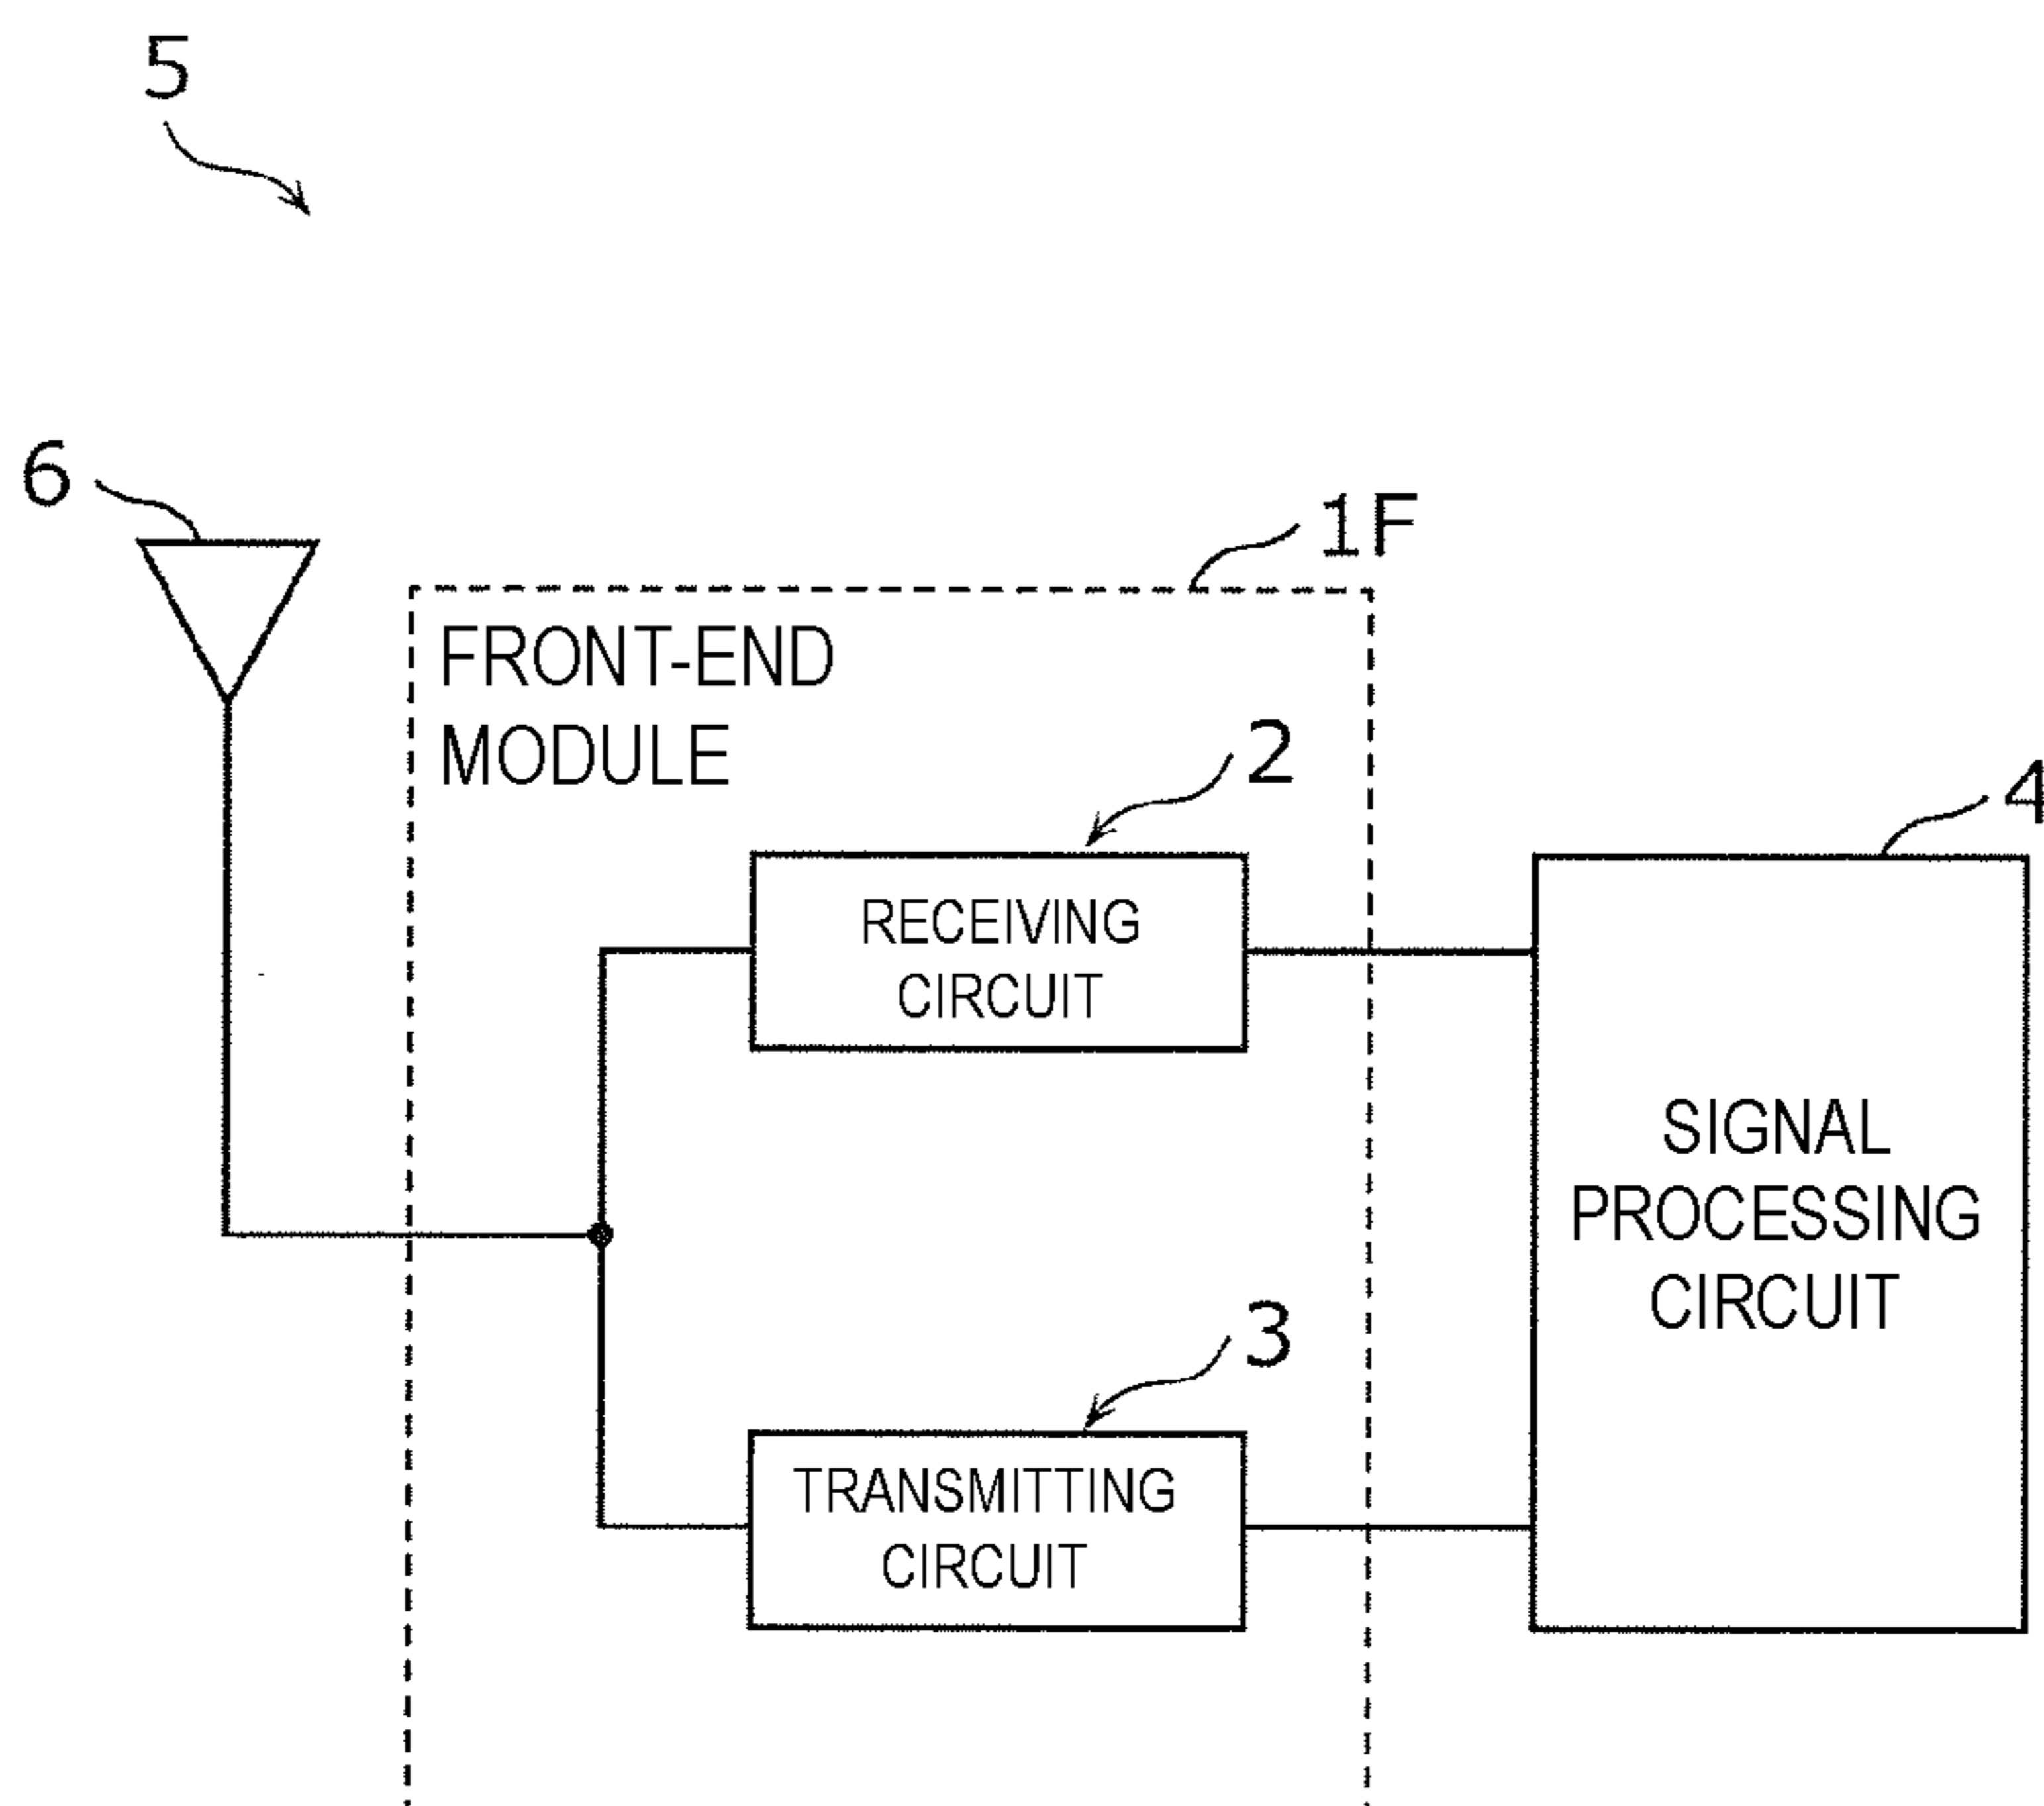 5
6
1F
FRONT-END
MODULE
2
4
RECEIVING
CIRCUIT
SIGNAL
PROCESSING
CIRCUIT
3
TRANSMITTING
CIRCUIT